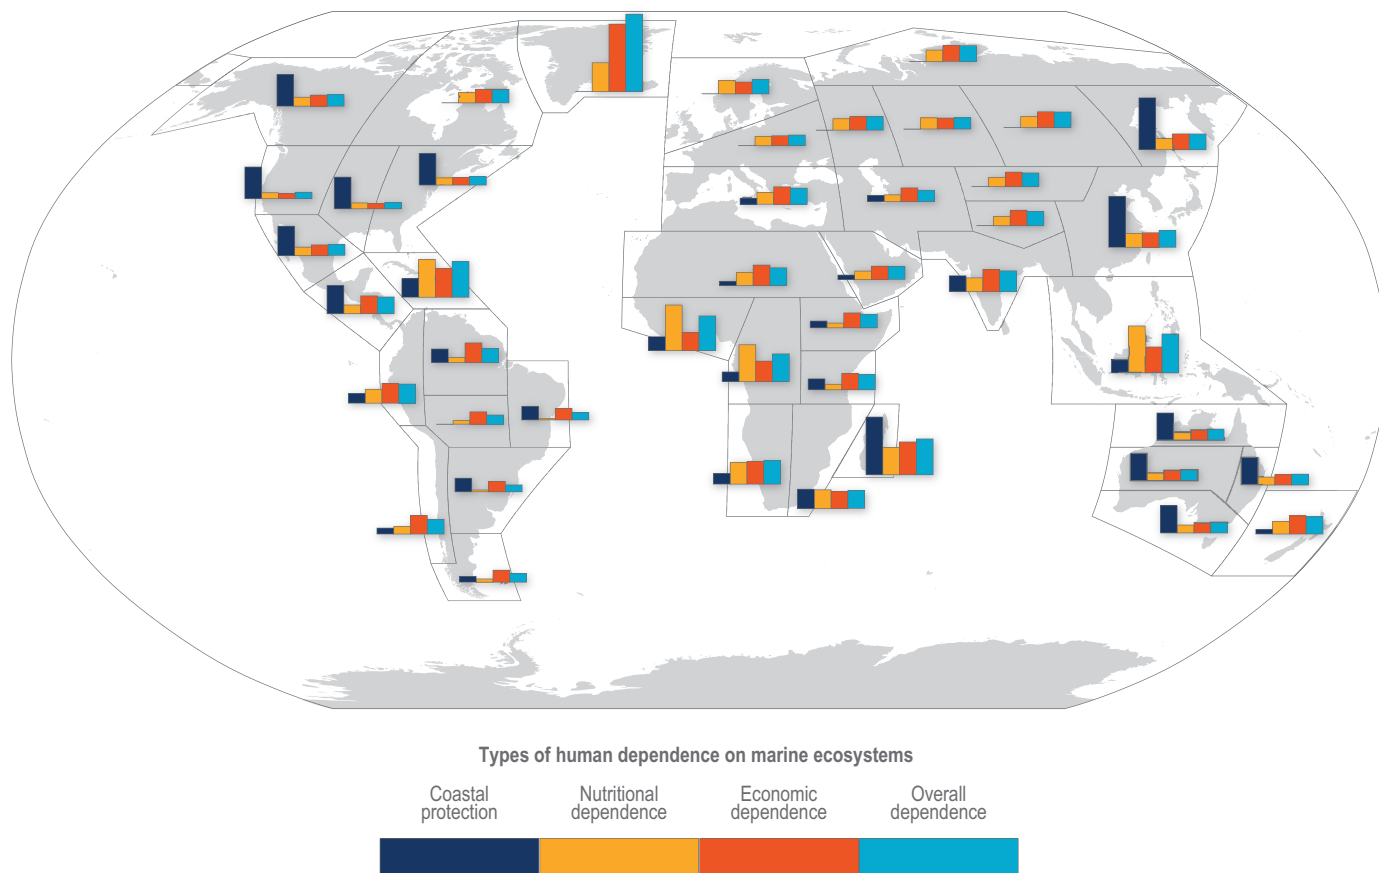 Types of human dependence on marine ecosystems
Coastal protection
Nutritional dependence
Economic dependence
Overall dependence